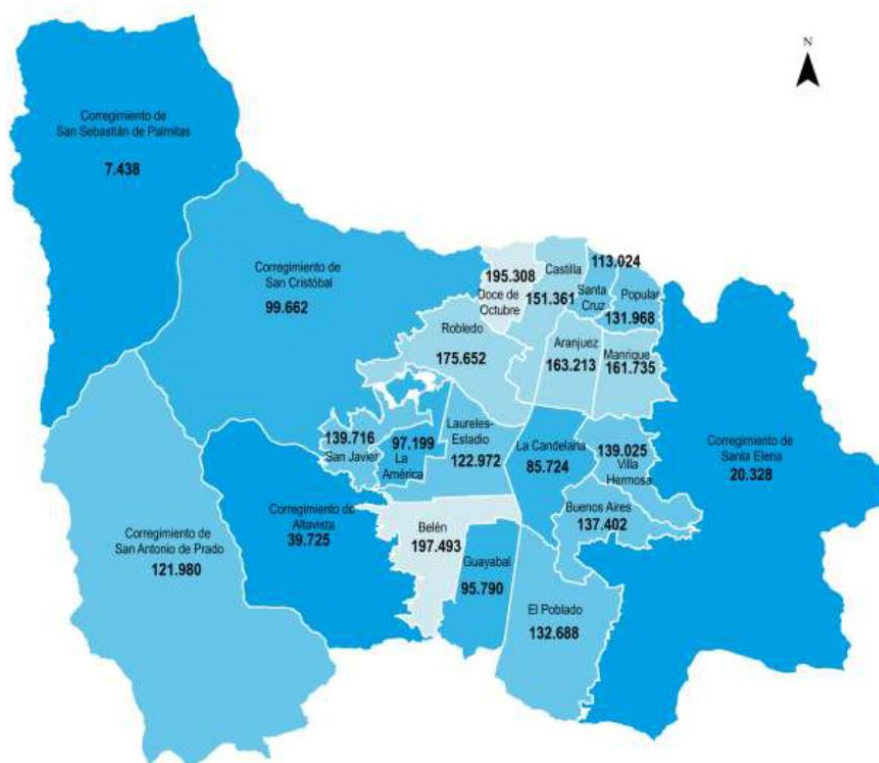 N
Corregimiento de
San Sebastián de Palmilas
7.438
Corregimiento de
San Cristóbal
99.662
195.308
Doce de
Octubre
Castilla
151.361
113.024
Santa
Cruz
Popular
131.968
Robledo
175.652
Aranjuez
163.213
Manrique
161.735
139.716
San Javier
97.199
La
América
Laureles-
Estadio
122.972
La Candelaria
85.724
139.025
Villa
Hermosa
Corregimiento de
Santa Elena
20.328
Buenos Aires
137.402
Corregimiento de
Altavista
39.725
Corregimiento de
San Antonio de Prado
121.980
Belén
197.493
Guayabal
95.790
El Poblado
132.688